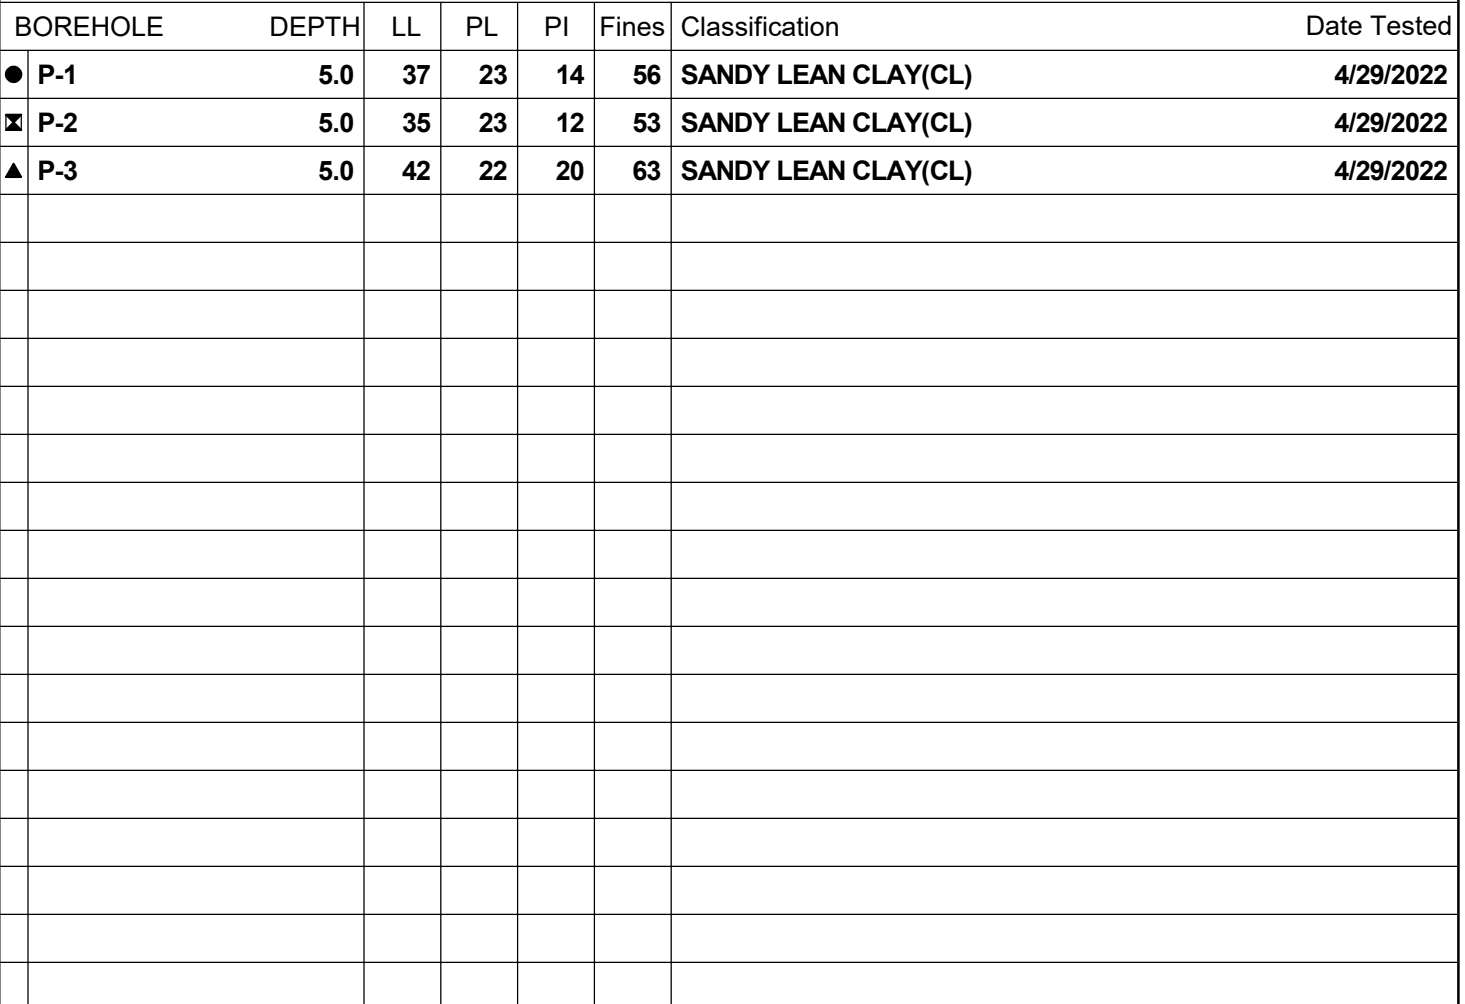 BOREHOLE DEPTH LL PL PI Fines Classification Date Tested
P-1 5.0 37 23 14 56 SANDY LEAN CLAY(CL) 4/29/2022
P-2 5.0 35 23 12 53 SANDY LEAN CLAY(CL) 4/29/2022
P-3 5.0 42 22 20 63 SANDY LEAN CLAY(CL) 4/29/2022